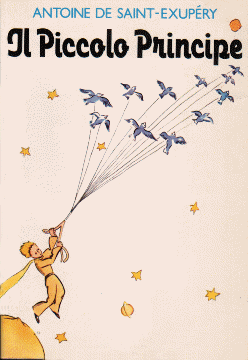 ANTOINE DE SAINT-EXUPÉRY
Il Piccolo Principe